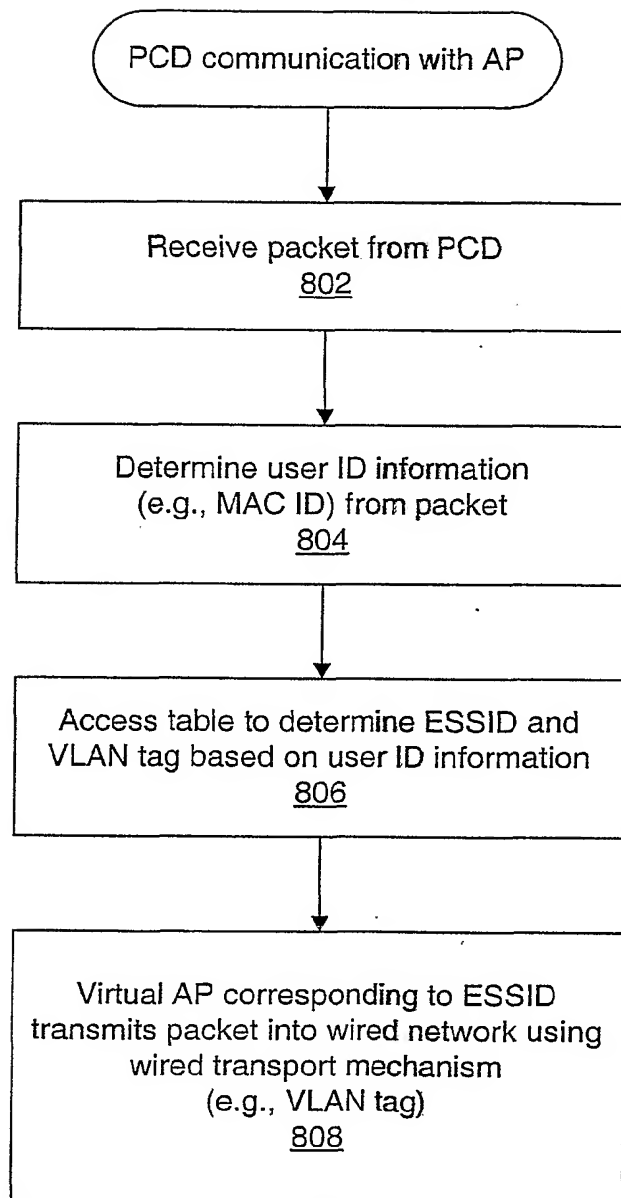 PCD communication with AP
Receive packet from PCD
802
Determine user ID information
(e.g., MAC ID) from packet
804
Access table to determine ESSID and
VLAN tag based on user ID information
806
Virtual AP corresponding to ESSID
transmits packet into wired network using
wired transport mechanism
(e.g., VLAN tag)
808